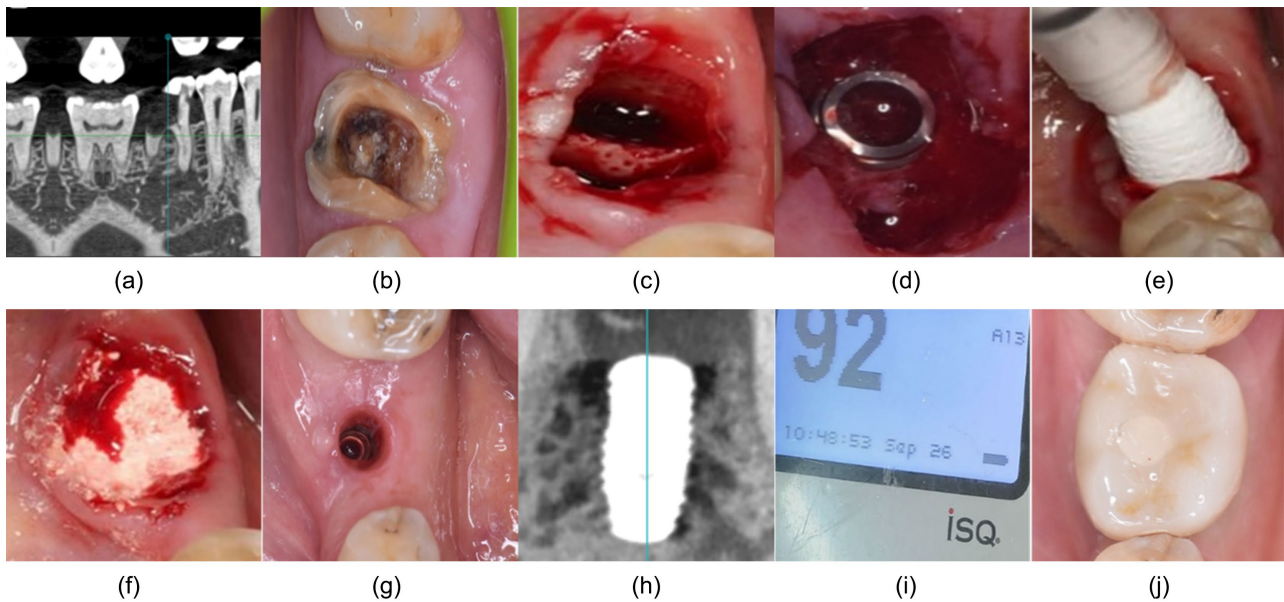 (a)
(b)
(c)
(d)
(e)
92
A13
10:48:53 Sep 26
iSQ.
(f)
(g)
(h)
(i)
(j)